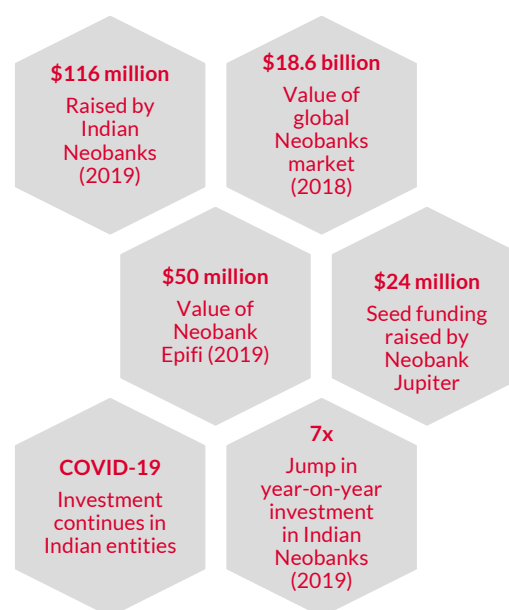 $116 million
Raised by
Indian
Neobanks
(2019)
$18.6 billion
Value of
global
Neobanks
market
(2018)
$50 million
Value of
Neobank
Epifi (2019)
$24 million
Seed funding
raised by
Neobank
Jupiter
COVID-19
Investment
continues in
Indian entities
7x
Jump in
year-on-year
investment
in Indian
Neobanks
(2019)